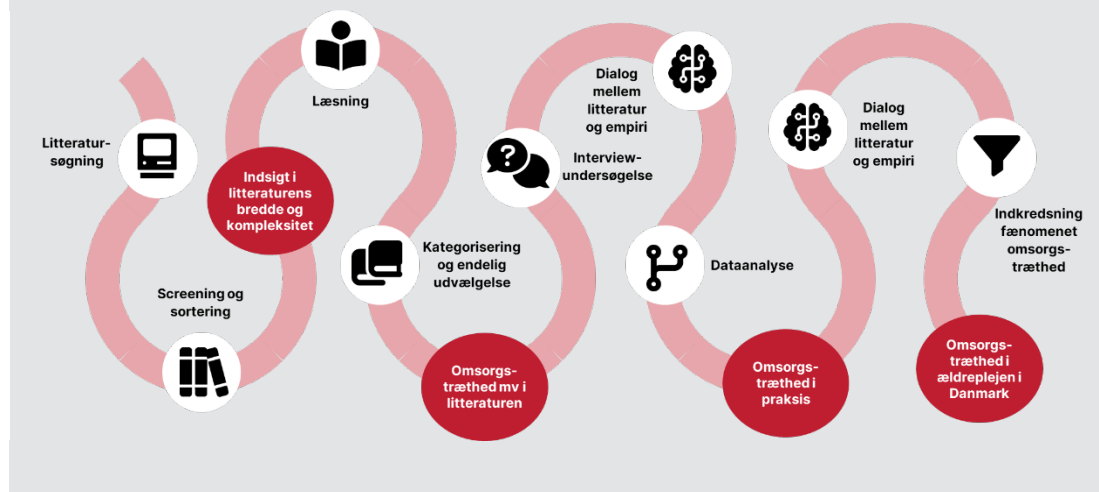 Litteratur-
søgning
Screening og
sortering
Indsigt i
litteraturens
bredde og
kompleksitet
Læsning
Kategorisering
og endelig
udvælgelse
Omsorgs-
træthed mv i
litteraturen
Interview-
undersøgelse
Dialog
mellem
litteratur
og empiri
Dataanalyse
Omsorgs-
træthed i
praksis
Dialog
mellem
litteratur
og empiri
Indkredsning
fænomenet
omsorgs-
træthed
Omsorgs-
træthed i
ældreplejen i
Danmark